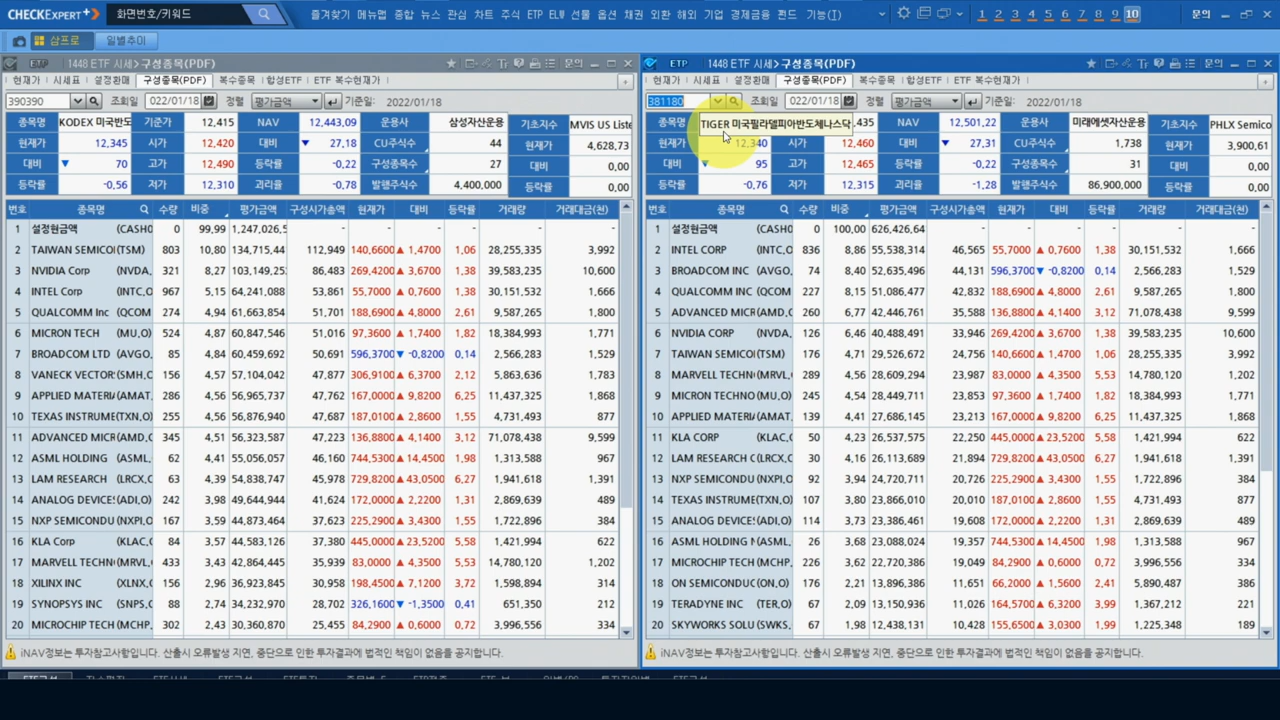 CHECKEXPERT+ 화면번호/키워드 즐겨찾기 메뉴맵 종합 뉴스 관심 차트 주식 ETP ELW 선물 옵션 채권 외환 해외 기업 경제금융 펀드 기능(T) 1 2 3 4 5 6 7 8 9 10 문의
삼프로 일별추이
ETP 1448 ETF 시세>구성종목(PDF) 문의
현재가 시세표 설정환매 구성종목(PDF) 복수종목 합성ETF ETF 복수현재가
390390 조회일 022/01/18 정렬 평가금액 기준일: 2022/01/18
종목명 KODEX 미국반도 기준가 12,415 NAV 12,443,09 운용사 삼성자산운용 기초지수 MVIS US Liste
현재가 12,345 시가 12,420 대비 ▼ 27,18 CU주식수 44 현재가 4,628,73
대비 ▼ 70 고가 12,490 등락률 -0,22 구성종목수 27 대비 0,00
등락률 -0,56 저가 12,310 괴리율 -0,78 발행주식수 4,400,000 등락률 0,00
번호 종목명 수량 비중 평가금액 구성시가총액 현재가 대비 등락률 거래량 거래대금(천)
1 설정현금액 (CASH0 0 99,99 1,247,026,5 - - - - - -
2 TAIWAN SEMICO (TSM) 803 10,80 134,715,44 112,949 140,6600 ▲ 1,4700 1,06 28,255,335 3,992
3 NVIDIA Corp (NVDA, 321 8,27 103,149,25 86,483 269,4200 ▲ 3,6700 1,38 39,583,235 10,600
4 INTEL Corp (INTC,O 967 5,15 64,241,088 53,861 55,7000 ▲ 0,7600 1,38 30,151,532 1,666
5 QUALCOMM Inc (QCOM 274 4,94 61,663,854 51,701 188,6900 ▲ 4,8000 2,61 9,587,265 1,800
6 MICRON TECH (MU,O) 524 4,87 60,847,546 51,016 97,3600 ▲ 1,7400 1,82 18,384,993 1,771
7 BROADCOM LTD (AVGO, 85 4,84 60,459,692 50,691 596,3700 ▼ -0,8200 0,14 2,566,283 1,529
8 VANECK VECTOR (SMH,C 156 4,57 57,104,042 47,877 306,9100 ▲ 6,3700 2,12 5,863,636 1,783
9 APPLIED MATERI (AMAT, 286 4,56 56,965,737 47,762 167,0000 ▲ 9,8200 6,25 11,437,325 1,868
10 TEXAS INSTRUME (TXN,O 255 4,56 56,876,940 47,687 187,0100 ▲ 2,8600 1,55 4,731,493 877
11 ADVANCED MICR (AMD,C 345 4,51 56,323,587 47,223 136,8800 ▲ 4,1400 3,12 71,078,438 9,599
12 ASML HOLDING (ASML, 62 4,41 55,056,057 46,160 744,5300 ▲ 14,4500 1,98 1,313,588 967
13 LAM RESEARCH (LRCX,O 63 4,39 54,838,747 45,978 729,8200 ▲ 43,0500 6,27 1,941,618 1,391
14 ANALOG DEVICE (ADI,O) 242 3,98 49,644,944 41,624 172,0000 ▲ 2,2200 1,31 2,869,639 489
15 NXP SEMICONDU (NXPI,O 167 3,59 44,873,464 37,623 225,2900 ▲ 3,4300 1,55 1,722,896 384
16 KLA Corp (KLAC,C 84 3,57 44,583,126 37,380 445,0000 ▲ 23,5200 5,58 1,421,994 622
17 MARVELL TECHN (MRVL, 433 3,43 42,864,445 35,939 83,0000 ▲ 4,3500 5,53 14,780,120 1,202
18 XILINX INC (XLNX,O 156 2,96 36,923,845 30,958 198,4500 ▲ 7,1200 3,72 1,598,894 314
19 SYNOPSYS INC (SNPS,C 88 2,74 34,232,970 28,702 326,1600 ▼ -1,3500 0,41 651,350 212
20 MICROCHIP TECH (MCHP, 302 2,43 30,360,870 25,455 84,2900 ▲ 0,6000 0,72 3,996,556 334
iNAV정보는 투자참고사항입니다. 산출시 오류발생 지연, 중단으로 인한 투자결과에 법적인 책임이 없음을 공지합니다.
ETP 1448 ETF 시세>구성종목(PDF) 문의
현재가 시세표 설정환매 구성종목(PDF) 복수종목 합성ETF ETF 복수현재가
381180 조회일 022/01/18 정렬 평가금액 기준일: 2022/01/18
종목명 TIGER 미국필라델피아반도체나스닥 ,435 NAV 12,501,22 운용사 미래에셋자산운용 기초지수 PHLX Semico
현재가 12,340 시가 12,460 대비 ▼ 27,31 CU주식수 1,738 현재가 3,900,61
대비 ▼ 95 고가 12,465 등락률 -0,22 구성종목수 31 대비 0,00
등락률 -0,76 저가 12,315 괴리율 -1,28 발행주식수 86,900,000 등락률 0,00
번호 종목명 수량 비중 평가금액 구성시가총액 현재가 대비 등락률 거래량 거래대금(천)
1 설정현금액 (CASH0 0 100,00 626,426,64 - - - - - -
2 INTEL CORP (INTC,O 836 8,86 55,538,314 46,565 55,7000 ▲ 0,7600 1,38 30,151,532 1,666
3 BROADCOM INC (AVGO, 74 8,40 52,635,496 44,131 596,3700 ▼ -0,8200 0,14 2,566,283 1,529
4 QUALCOMM INC (QCOM 227 8,15 51,086,477 42,832 188,6900 ▲ 4,8000 2,61 9,587,265 1,800
5 ADVANCED MICR (AMD,C 260 6,77 42,446,761 35,588 136,8800 ▲ 4,1400 3,12 71,078,438 9,599
6 NVIDIA CORP (NVDA, 126 6,46 40,488,491 33,946 269,4200 ▲ 3,6700 1,38 39,583,235 10,600
7 TAIWAN SEMICO (TSM) 176 4,71 29,526,672 24,756 140,6600 ▲ 1,4700 1,06 28,255,335 3,992
8 MARVELL TECHN (MRVL, 289 4,56 28,609,294 23,987 83,0000 ▲ 4,3500 5,53 14,780,120 1,202
9 MICRON TECHNO (MU,O) 245 4,54 28,449,711 23,853 97,3600 ▲ 1,7400 1,82 18,384,993 1,771
10 APPLIED MATERI (AMAT, 139 4,41 27,686,145 23,213 167,0000 ▲ 9,8200 6,25 11,437,325 1,868
11 KLA CORP (KLAC,C 50 4,23 26,537,575 22,250 445,0000 ▲ 23,5200 5,58 1,421,994 622
12 LAM RESEARCH C (LRCX,O 30 4,16 26,113,689 21,894 729,8200 ▲ 43,0500 6,27 1,941,618 1,391
13 NXP SEMICONDU (NXPI,O 92 3,94 24,720,711 20,726 225,2900 ▲ 3,4300 1,55 1,722,896 384
14 TEXAS INSTRUME (TXN,O 107 3,80 23,866,010 20,010 187,0100 ▲ 2,8600 1,55 4,731,493 877
15 ANALOG DEVICE (ADI,O) 114 3,73 23,386,461 19,608 172,0000 ▲ 2,2200 1,31 2,869,639 489
16 ASML HOLDING N (ASML, 26 3,68 23,088,024 19,357 744,5300 ▲ 14,4500 1,98 1,313,588 967
17 MICROCHIP TECH (MCHP, 226 3,62 22,720,387 19,049 84,2900 ▲ 0,6000 0,72 3,996,556 334
18 ON SEMICONDUC (ON,O) 176 2,21 13,896,386 11,651 66,2000 ▲ 1,5600 2,41 5,890,487 386
19 TERADYNE INC (TER,O) 67 2,09 13,150,936 11,026 164,5700 ▲ 6,3200 3,99 1,367,212 221
20 SKYWORKS SOLU (SWKS, 67 1,98 12,438,131 10,428 155,6500 ▲ 3,0300 1,99 1,225,348 189
iNAV정보는 투자참고사항입니다. 산출시 오류발생 지연, 중단으로 인한 투자결과에 법적인 책임이 없음을 공지합니다.